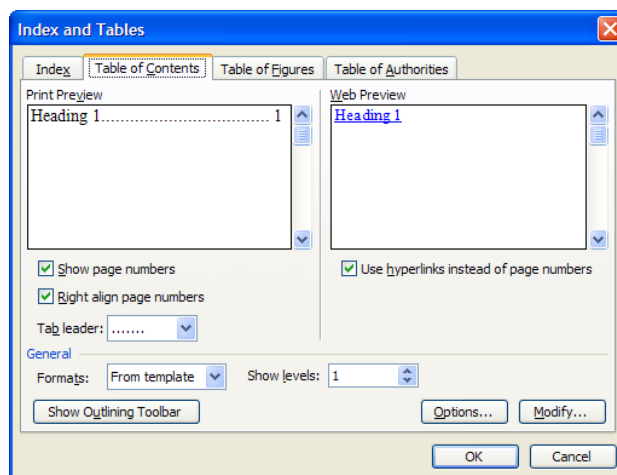 Index and Tables
Index Table of Contents Table of Figures Table of Authorities
Print Preview Web Preview
Heading 1.................................... 1 Heading 1
Show page numbers Use hyperlinks instead of page numbers
Right align page numbers
Tab leader: .......
General
Formats: From template Show levels: 1
Show Outlining Toolbar Options... Modify...
OK Cancel